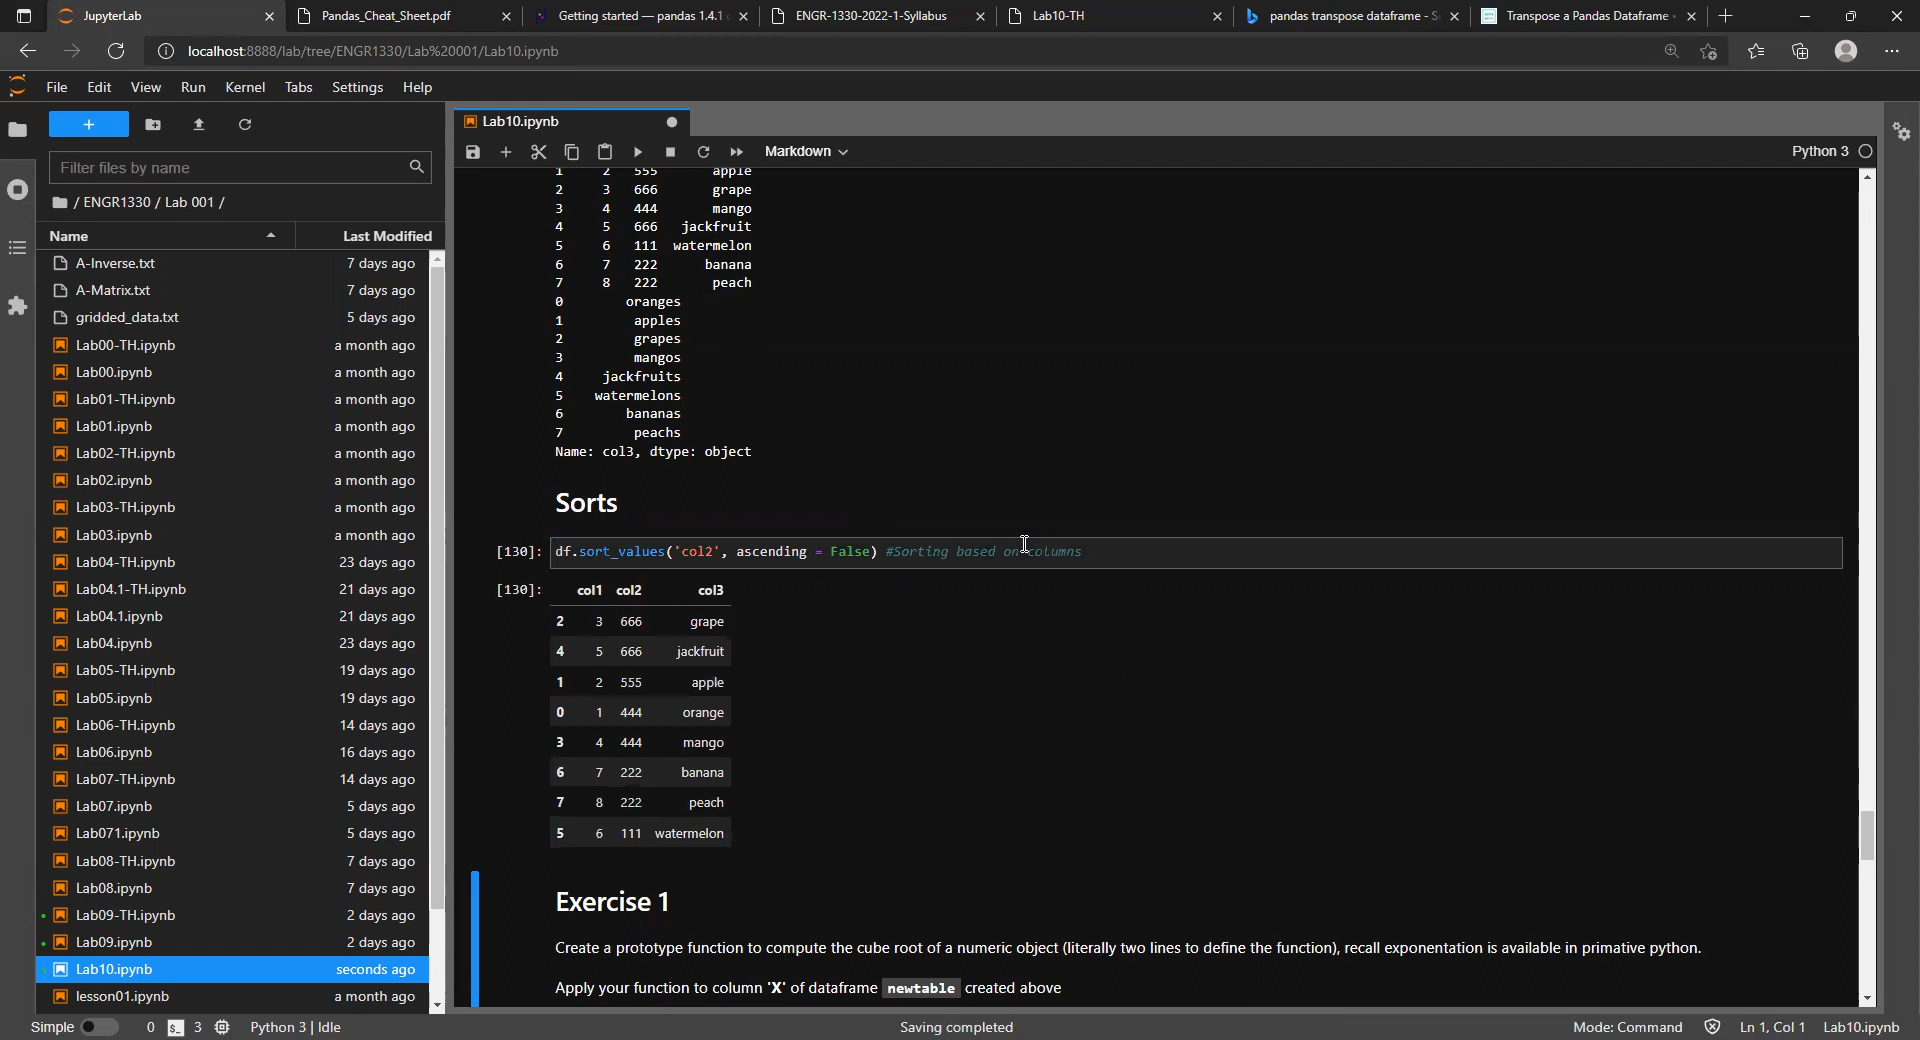 JupyterLab
Pandas_Cheat_Sheet.pdf
Getting started — pandas 1.4.1
ENGR-1330-2022-1-Syllabus
Lab10-TH
pandas transpose dataframe - S
Transpose a Pandas Dataframe
localhost:8888/lab/tree/ENGR1330/Lab%20001/Lab10.ipynb
File Edit View Run Kernel Tabs Settings Help
Lab10.ipynb
Filter files by name
Markdown
Python 3
/ ENGR1330 / Lab 001 /
Name Last Modified
A-Inverse.txt 7 days ago
A-Matrix.txt 7 days ago
gridded_data.txt 5 days ago
Lab00-TH.ipynb a month ago
Lab00.ipynb a month ago
Lab01-TH.ipynb a month ago
Lab01.ipynb a month ago
Lab02-TH.ipynb a month ago
Lab02.ipynb a month ago
Lab03-TH.ipynb a month ago
Lab03.ipynb a month ago
Lab04-TH.ipynb 23 days ago
Lab04.1-TH.ipynb 21 days ago
Lab04.1.ipynb 21 days ago
Lab04.ipynb 23 days ago
Lab05-TH.ipynb 19 days ago
Lab05.ipynb 19 days ago
Lab06-TH.ipynb 14 days ago
Lab06.ipynb 16 days ago
Lab07-TH.ipynb 14 days ago
Lab07.ipynb 5 days ago
Lab071.ipynb 5 days ago
Lab08-TH.ipynb 7 days ago
Lab08.ipynb 7 days ago
Lab09-TH.ipynb 2 days ago
Lab09.ipynb 2 days ago
Lab10.ipynb seconds ago
lesson01.ipynb a month ago
1 2 555 apple
2 3 666 grape
3 4 444 mango
4 5 666 jackfruit
5 6 111 watermelon
6 7 222 banana
7 8 222 peach
0 oranges
1 apples
2 grapes
3 mangos
4 jackfruits
5 watermelons
6 bananas
7 peachs
Name: col3, dtype: object
Sorts
[130]: df.sort_values('col2', ascending = False) #Sorting based on columns
[130]: col1 col2 col3
2 3 666 grape
4 5 666 jackfruit
1 2 555 apple
0 1 444 orange
3 4 444 mango
6 7 222 banana
7 8 222 peach
5 6 111 watermelon
Exercise 1
Create a prototype function to compute the cube root of a numeric object (literally two lines to define the function), recall exponentation is available in primative python.
Apply your function to column 'X' of dataframe newtable created above
Simple 0 3 Python 3 | Idle Saving completed Mode: Command Ln 1, Col 1 Lab10.ipynb